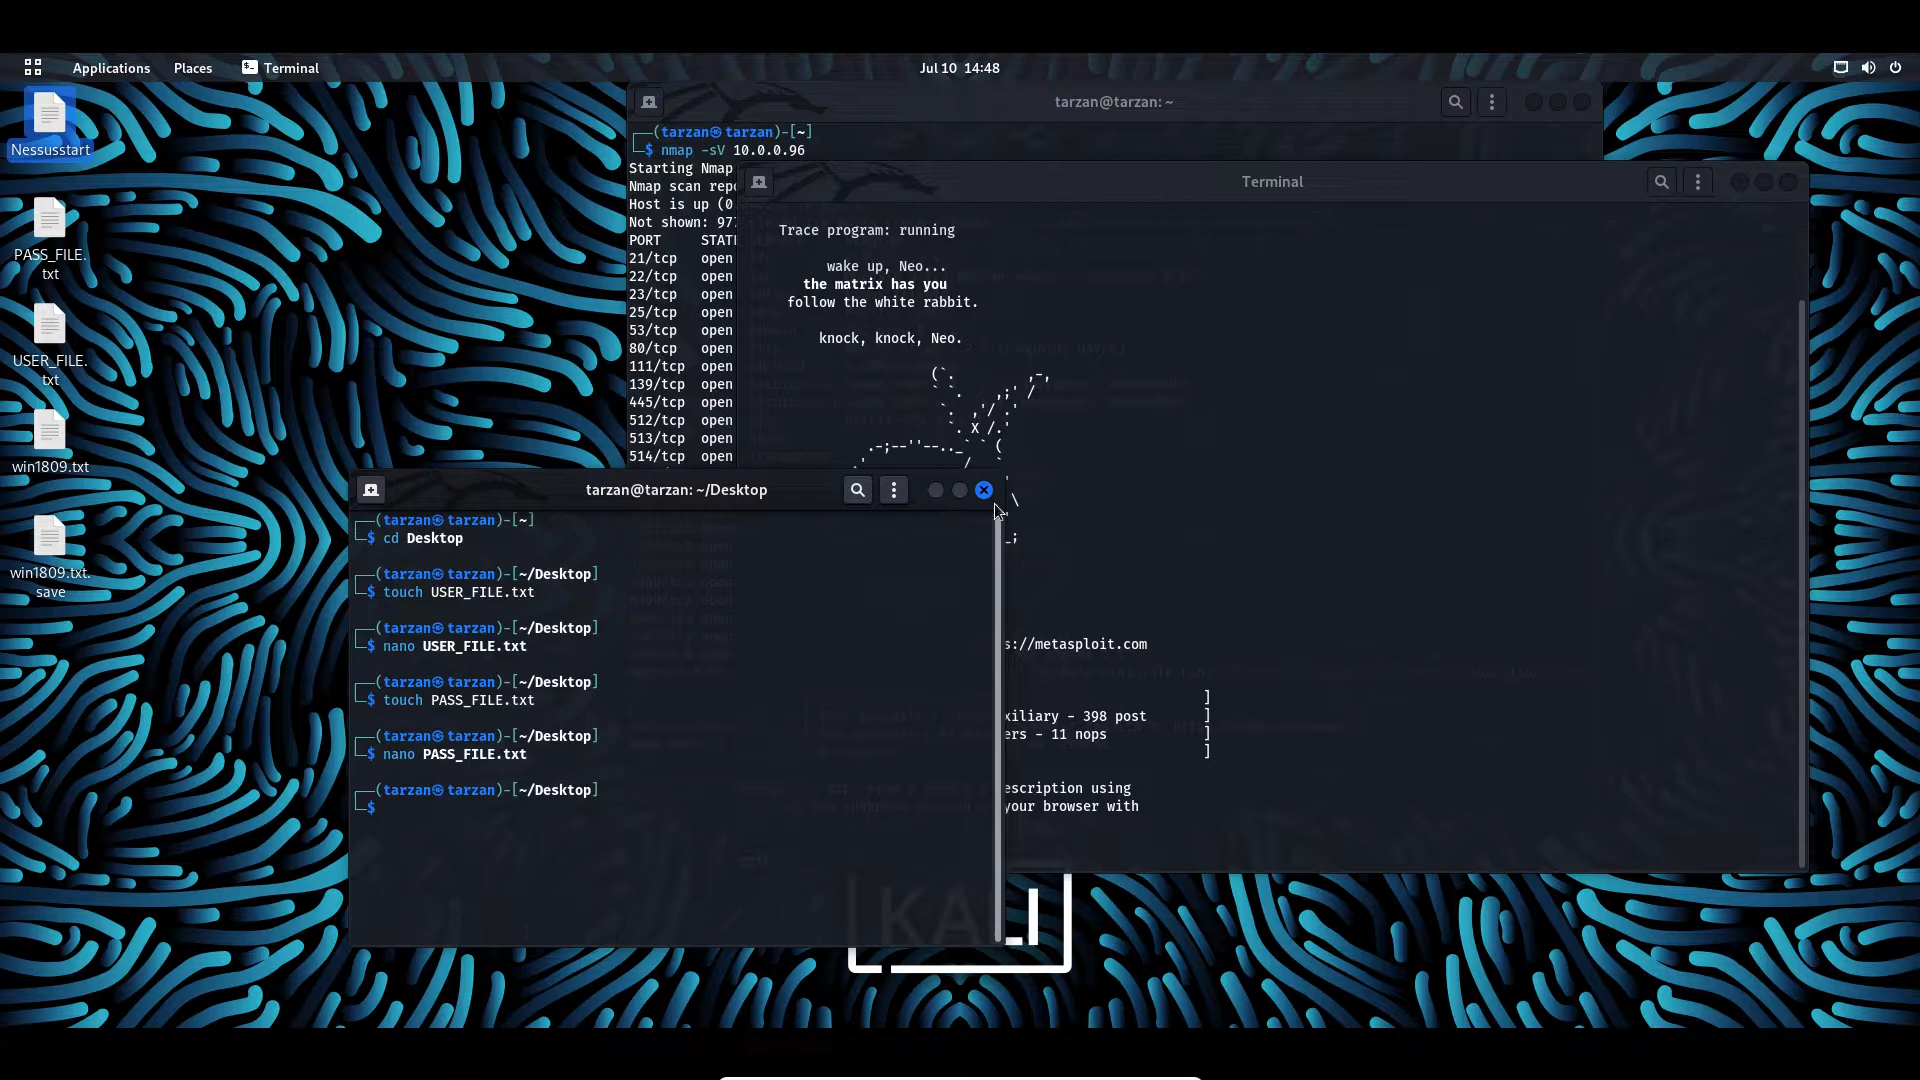 Applications Places Terminal
Jul 10 14:48
Nessusstart
PASS_FILE.
txt
USER_FILE.
txt
win1809.txt
win1809.txt.
save
tarzan@tarzan: ~
┌──(tarzan㉿tarzan)-[~]
└─$ nmap -sV 10.0.0.96
Starting Nmap
Nmap scan repo
Host is up (0.
Not shown: 97
PORT STATE
21/tcp open
22/tcp open
23/tcp open
25/tcp open
53/tcp open
80/tcp open
111/tcp open
139/tcp open
445/tcp open
512/tcp open
513/tcp open
514/tcp open
Terminal
Trace program: running
wake up, Neo...
the matrix has you
follow the white rabbit.
knock, knock, Neo.
s://metasploit.com
]
xiliary - 398 post ]
ers - 11 nops ]
]
escription using
your browser with
tarzan@tarzan: ~/Desktop
┌──(tarzan㉿tarzan)-[~]
└─$ cd Desktop
┌──(tarzan㉿tarzan)-[~/Desktop]
└─$ touch USER_FILE.txt
┌──(tarzan㉿tarzan)-[~/Desktop]
└─$ nano USER_FILE.txt
┌──(tarzan㉿tarzan)-[~/Desktop]
└─$ touch PASS_FILE.txt
┌──(tarzan㉿tarzan)-[~/Desktop]
└─$ nano PASS_FILE.txt
┌──(tarzan㉿tarzan)-[~/Desktop]
└─$
KALI